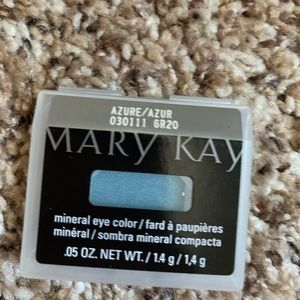 AZURE/AZUR
030111 6R20
MARY KAY
mineral eye color / fard à paupières
minéral / sombra mineral compacta
.05 OZ. NET WT. / 1.4 g / 1,4 g